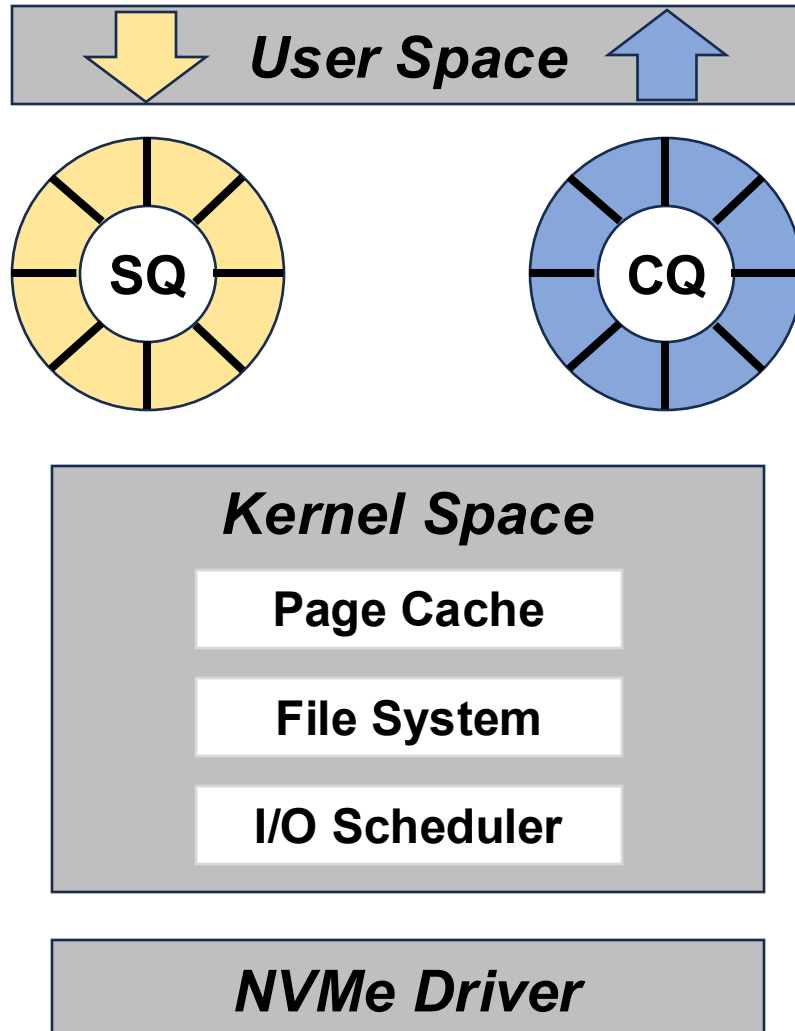 User Space
SQ
CQ
Kernel Space
Page Cache
File System
I/O Scheduler
NVMe Driver